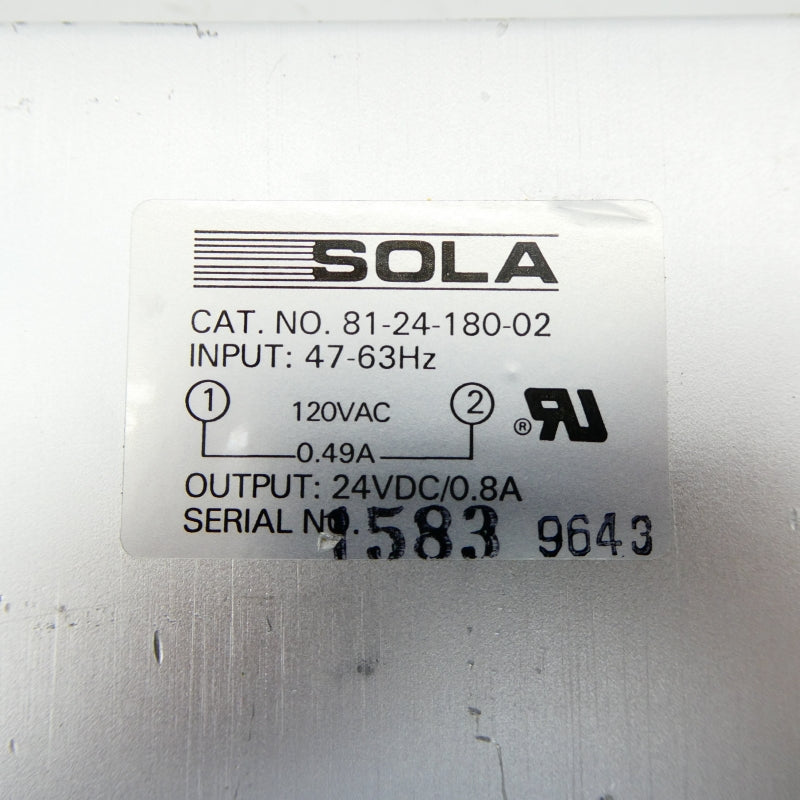 SOLA
CAT. NO. 81-24-180-02
INPUT: 47-63Hz
1 120VAC 2
0.49A
RU ®
OUTPUT: 24VDC/0.8A
SERIAL NO. 1583 9643